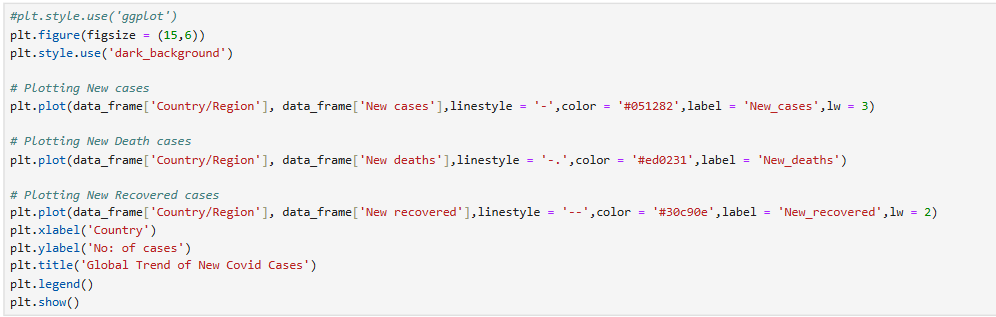 #plt.style.use('ggplot')
plt.figure(figsize = (15,6))
plt.style.use('dark_background')
# Plotting New cases
plt.plot(data_frame['Country/Region'], data_frame['New cases'],linestyle = '-',color = '#051282',label = 'New_cases',lw = 3)
# Plotting New Death cases
plt.plot(data_frame['Country/Region'], data_frame['New deaths'],linestyle = '-.',color = '#ed0231',label = 'New_deaths')
# Plotting New Recovered cases
plt.plot(data_frame['Country/Region'], data_frame['New recovered'],linestyle = '--',color = '#30c90e',label = 'New_recovered',lw = 2)
plt.xlabel('Country')
plt.ylabel('No: of cases')
plt.title('Global Trend of New Covid Cases')
plt.legend()
plt.show()